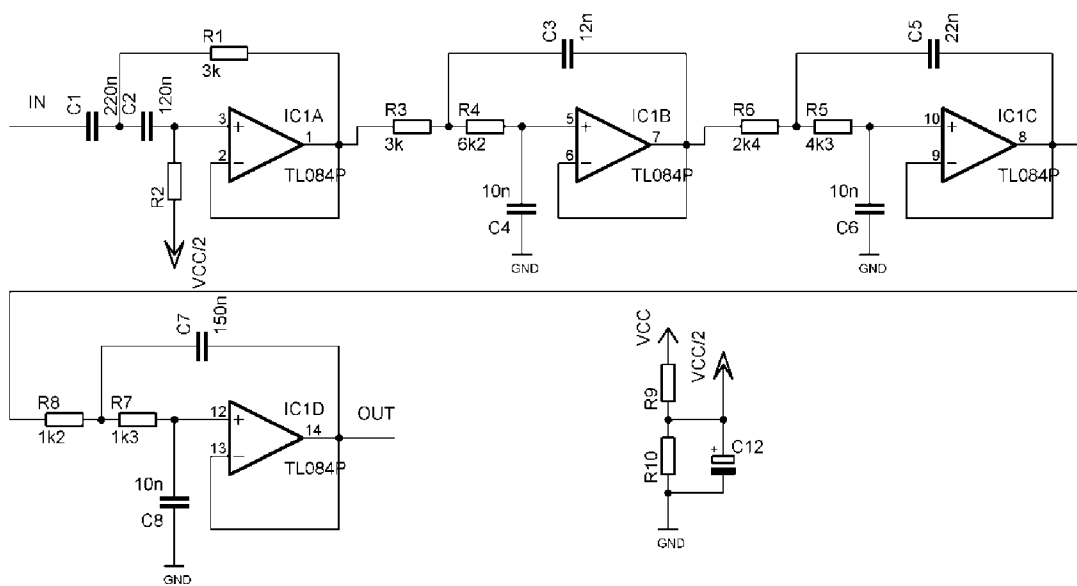 IN
C1
220n
C2
120n
R1
3k
R2
VCC/2
3
2
1
IC1A
TL084P
R3
3k
R4
6k2
C3
12n
10n
C4
GND
5
6
7
IC1B
TL084P
R6
2k4
R5
4k3
C5
22n
10n
C6
GND
10
9
8
IC1C
TL084P
R8
1k2
R7
1k3
C7
150n
10n
C8
GND
12
13
14
IC1D
TL084P
OUT
VCC
VCC/2
R9
R10
C12
GND